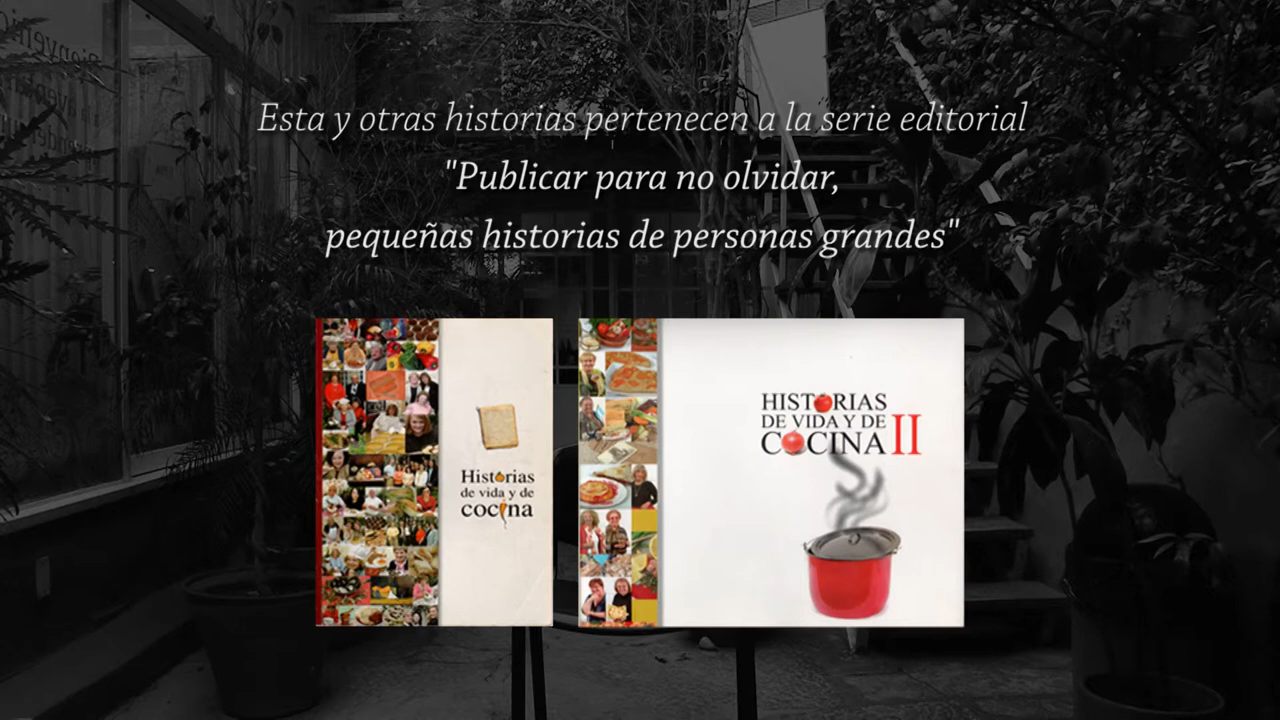 Esta y otras historias pertenecen a la serie editorial
"Publicar para no olvidar,
pequeñas historias de personas grandes"
Historias
de vida y de
cocina
HISTORIAS
DE VIDA Y DE
COCINA II